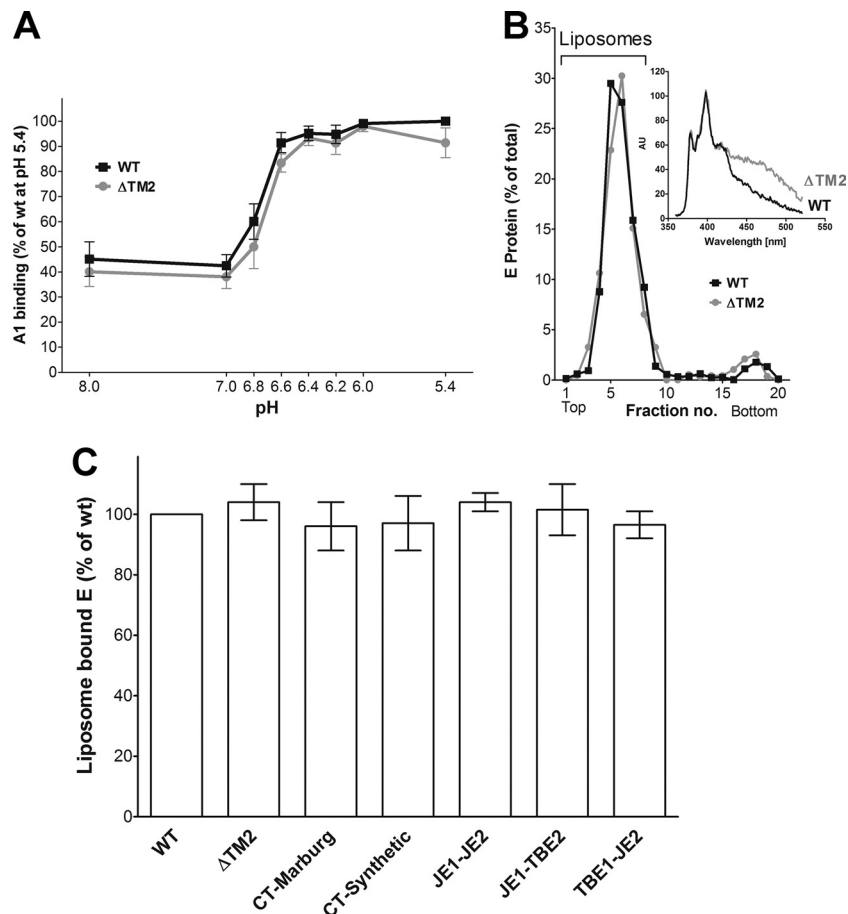 A
A1 binding (% of wt at pH 5.4)
100
90
80
70
60
50
40
30
20
10
0
WT
ΔTM2
8.0 7.0 6.8 6.6 6.4 6.2 6.0 5.4
pH
B
Liposomes
E Protein (% of total)
35
30
25
20
15
10
5
0
120
100
80
60
40
20
0
AU
350 400 450 500 550
Wavelength [nm]
ΔTM2
WT
WT
ΔTM2
1 5 10 15 20
Top Fraction no. Bottom
C
Liposome bound E (% of wt)
100
80
60
40
20
0
WT
ΔTM2
CT-Marburg
CT-Synthetic
JE1-JE2
JE1-TBE2
TBE1-JE2